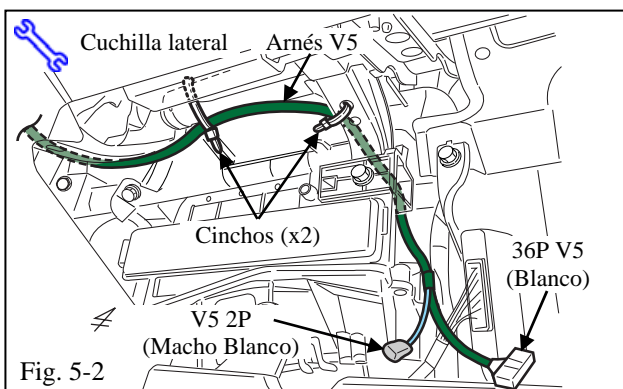 Cuchilla lateral
Arnés V5
Cinchos (x2)
36P V5
(Blanco)
V5 2P
(Macho Blanco)
Fig. 5-2